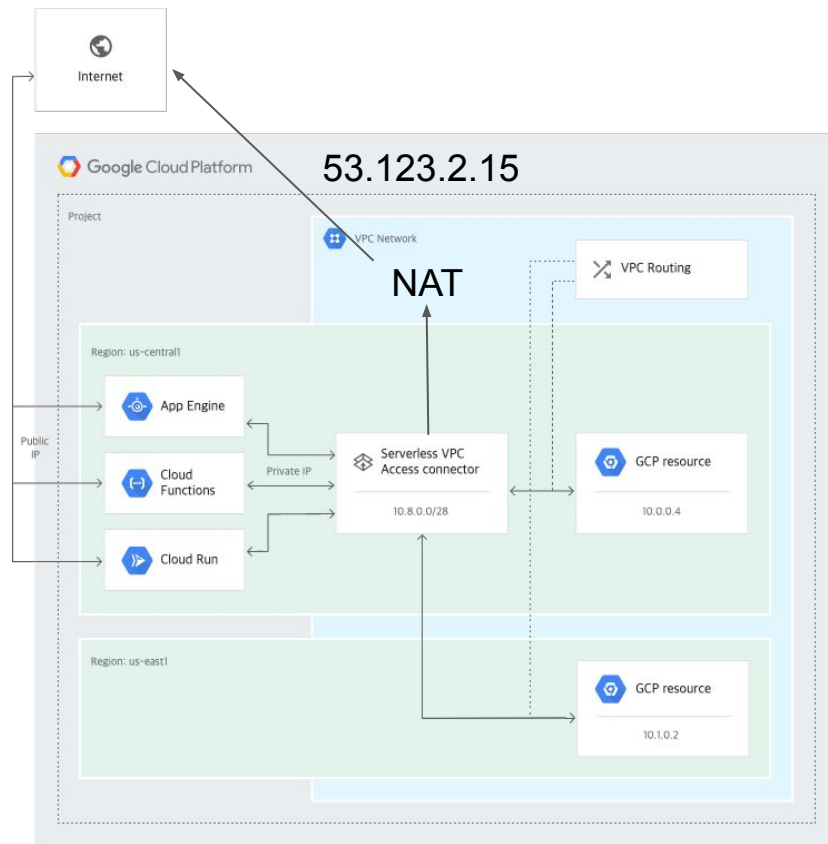 Internet
Google Cloud Platform
53.123.2.15
Project
VPC Network
NAT
VPC Routing
Region: us-central1
App Engine
Public
IP
Cloud
Functions
Private IP
Serverless VPC
Access connector
10.8.0.0/28
GCP resource
10.0.0.4
Cloud Run
Region: us-east1
GCP resource
10.1.0.2